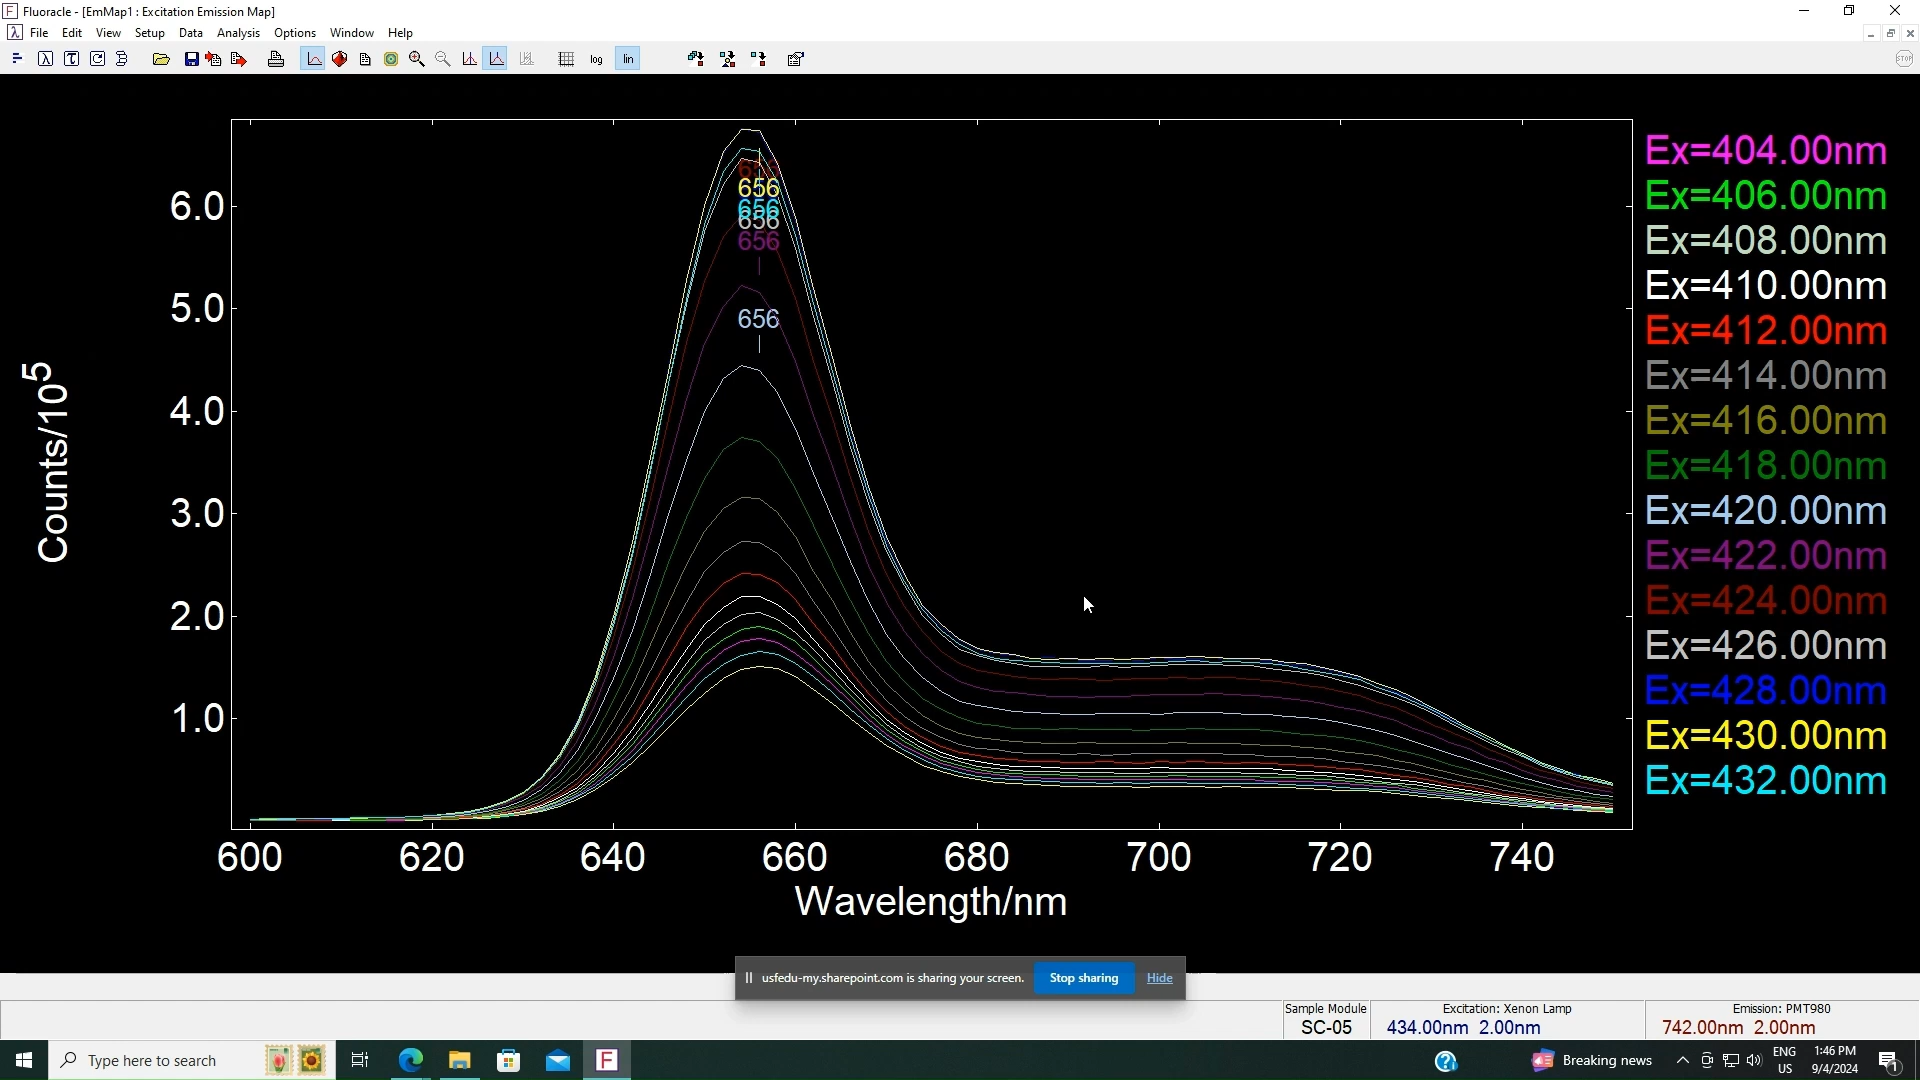 Fluoracle - [EmMap1 : Excitation Emission Map]
File Edit View Setup Data Analysis Options Window Help
log lin
STOP
Counts/10^5
6.0
5.0
4.0
3.0
2.0
1.0
656
656
656
656
656
600 620 640 660 680 700 720 740
Wavelength/nm
Ex=404.00nm
Ex=406.00nm
Ex=408.00nm
Ex=410.00nm
Ex=412.00nm
Ex=414.00nm
Ex=416.00nm
Ex=418.00nm
Ex=420.00nm
Ex=422.00nm
Ex=424.00nm
Ex=426.00nm
Ex=428.00nm
Ex=430.00nm
Ex=432.00nm
usfedu-my.sharepoint.com is sharing your screen. Stop sharing Hide
Sample Module Excitation: Xenon Lamp Emission: PMT980
SC-05 434.00nm 2.00nm 742.00nm 2.00nm
Type here to search
Breaking news
ENG
US
1:46 PM
9/4/2024
1